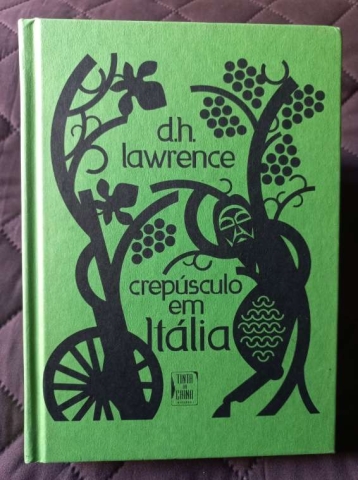 d.h.
lawrence
crepúsculo
em
Itália
TINTA
DA
CHINA